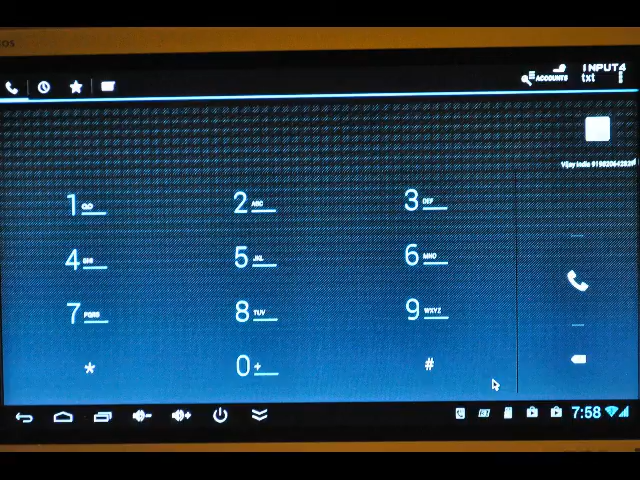 INPUT4
ACCOUNTS txt
1
2 ABC
3 DEF
4 GHI
5 JKL
6 MNO
7 PQRS
8 TUV
9 WXYZ
*
0 +
#
7:58